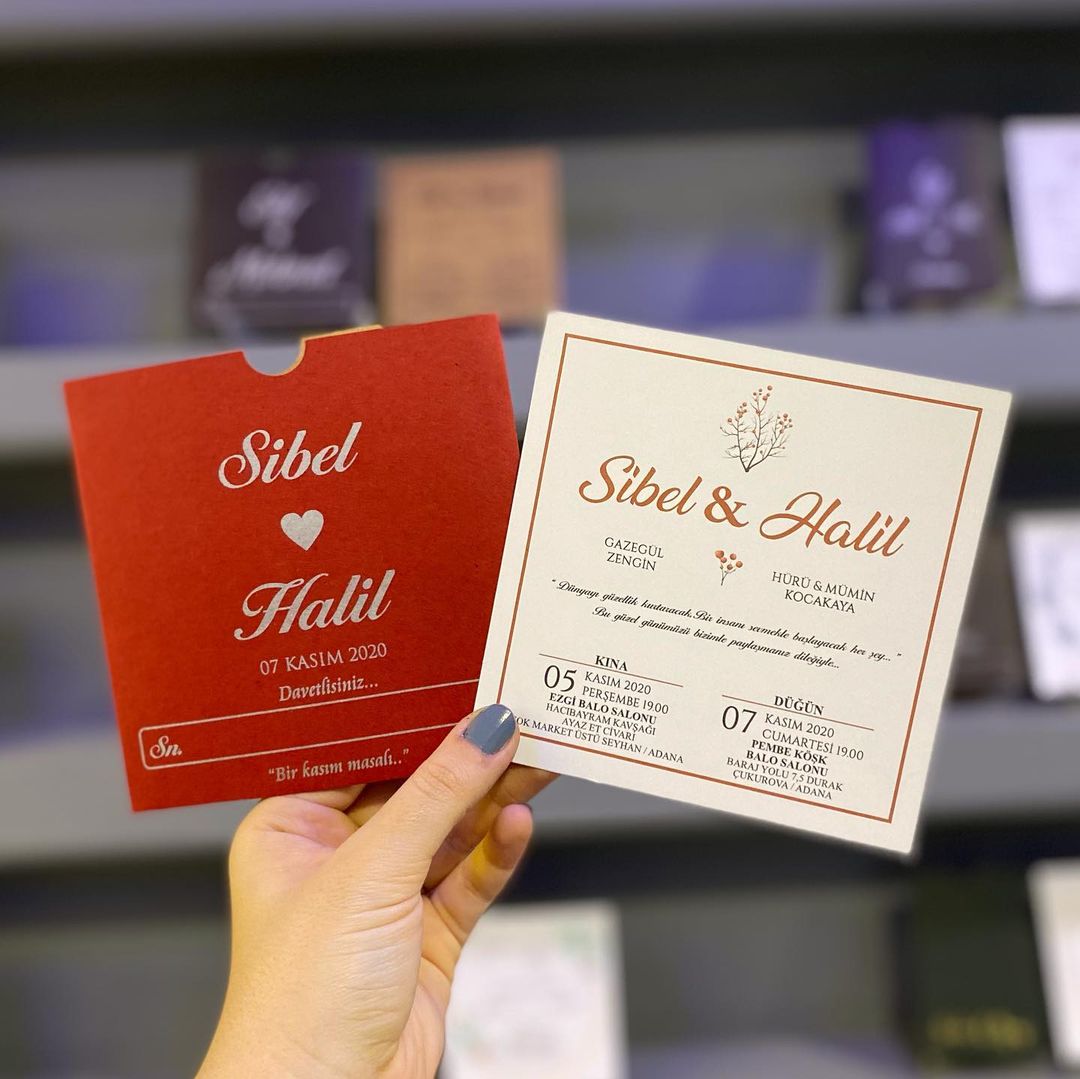 Sibel
Halil
07 KASIM 2020
Davetlisiniz...
Sn.
“Bir kasım masalı..”
Sibel & Halil
GAZEGÜL
ZENGİN
HÜRÜ & MÜMİN
KOCAKAYA
“Dünyayı güzellik kurtaracak. Bir insanı sevmekle başlayacak her şey...”
Bu güzel günümüzü bizimle paylaşmanız dileğiyle...
KINA
05 KASIM 2020
PERŞEMBE 19.00
EZGİ BALO SALONU
HACIBAYRAM KAVŞAĞI
AYAZ ET CİVARI
MARKET ÜSTÜ SEYHAN / ADANA
DÜĞÜN
07 KASIM 2020
CUMARTESİ 19.00
PEMBE KÖŞK
BALO SALONU
BARAJ YOLU 7,5 DURAK
ÇUKUROVA / ADANA